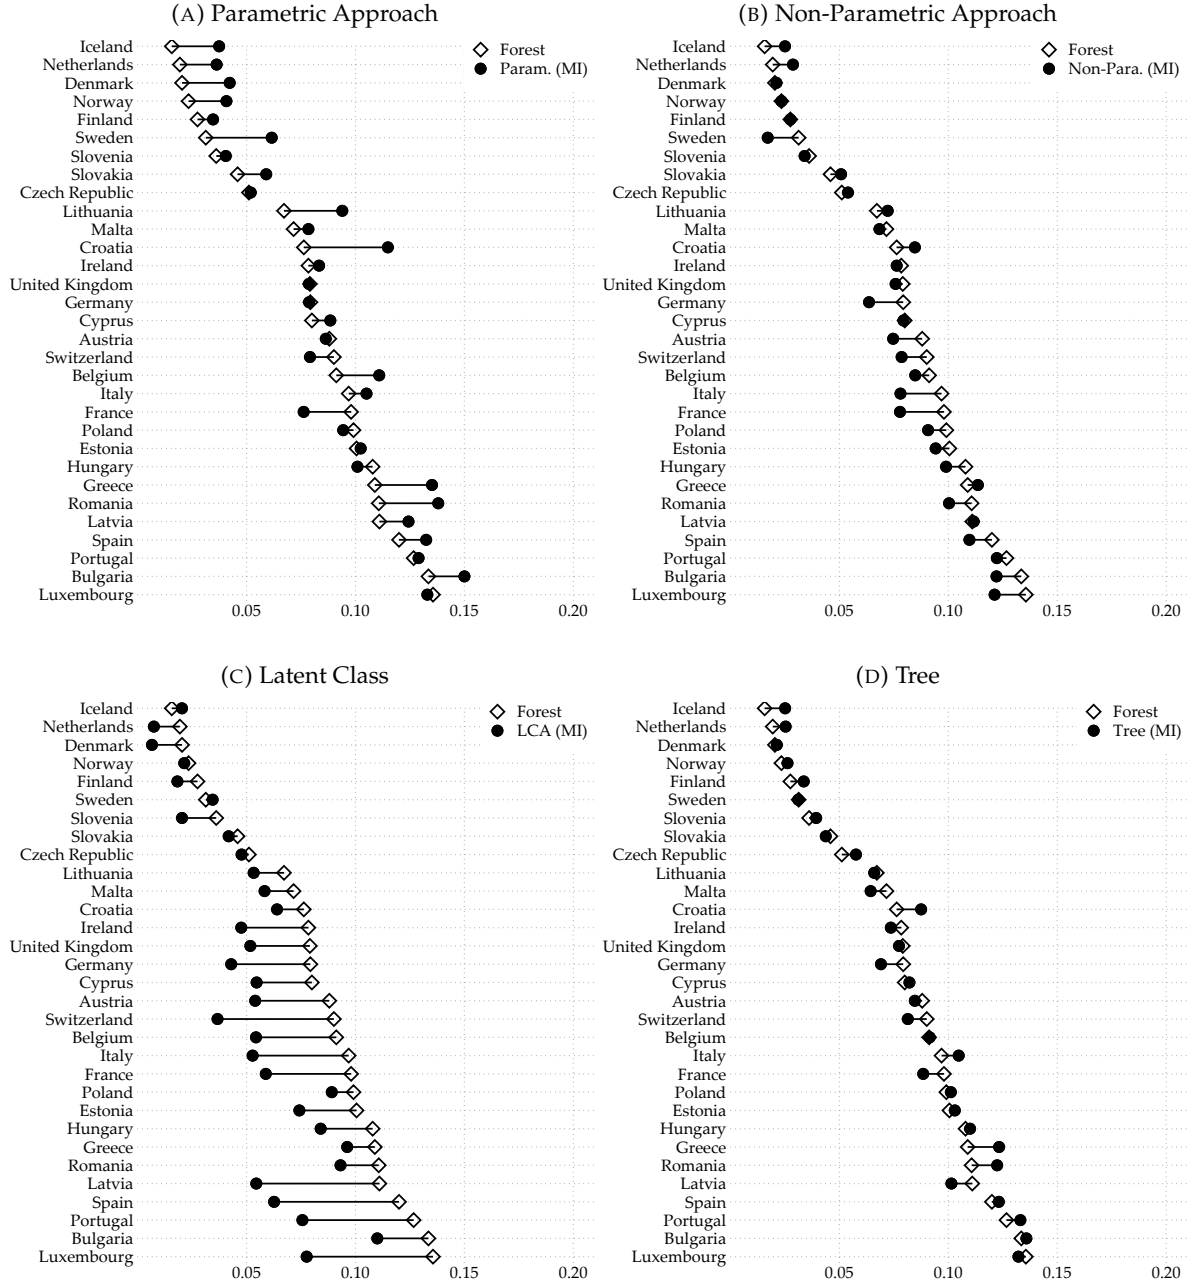 (A) Parametric Approach
Iceland
Netherlands
Denmark
Norway
Finland
Sweden
Slovenia
Slovakia
Czech Republic
Lithuania
Malta
Croatia
Ireland
United Kingdom
Germany
Cyprus
Austria
Switzerland
Belgium
Italy
France
Poland
Estonia
Hungary
Greece
Romania
Latvia
Spain
Portugal
Bulgaria
Luxembourg
Forest
Param. (MI)
0.05 0.10 0.15 0.20
(B) Non-Parametric Approach
Iceland
Netherlands
Denmark
Norway
Finland
Sweden
Slovenia
Slovakia
Czech Republic
Lithuania
Malta
Croatia
Ireland
United Kingdom
Germany
Cyprus
Austria
Switzerland
Belgium
Italy
France
Poland
Estonia
Hungary
Greece
Romania
Latvia
Spain
Portugal
Bulgaria
Luxembourg
Forest
Non-Para. (MI)
0.05 0.10 0.15 0.20
(C) Latent Class
Iceland
Netherlands
Denmark
Norway
Finland
Sweden
Slovenia
Slovakia
Czech Republic
Lithuania
Malta
Croatia
Ireland
United Kingdom
Germany
Cyprus
Austria
Switzerland
Belgium
Italy
France
Poland
Estonia
Hungary
Greece
Romania
Latvia
Spain
Portugal
Bulgaria
Luxembourg
Forest
LCA (MI)
0.05 0.10 0.15 0.20
(D) Tree
Iceland
Netherlands
Denmark
Norway
Finland
Sweden
Slovenia
Slovakia
Czech Republic
Lithuania
Malta
Croatia
Ireland
United Kingdom
Germany
Cyprus
Austria
Switzerland
Belgium
Italy
France
Poland
Estonia
Hungary
Greece
Romania
Latvia
Spain
Portugal
Bulgaria
Luxembourg
Forest
Tree (MI)
0.05 0.10 0.15 0.20